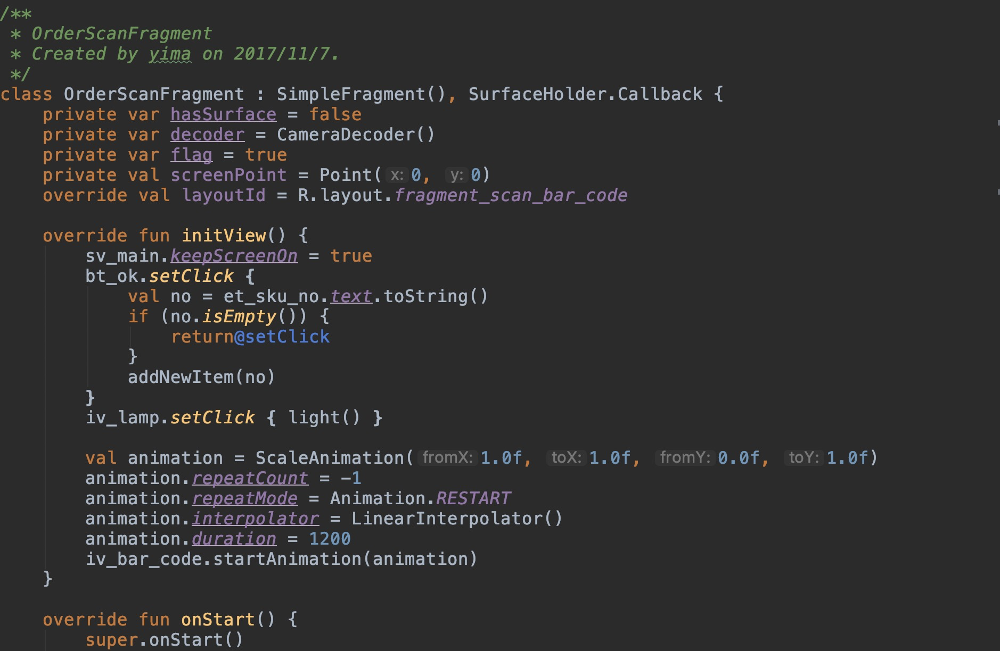 /**
 * OrderScanFragment
 * Created by yima on 2017/11/7.
 */
class OrderScanFragment : SimpleFragment(), SurfaceHolder.Callback {
    private var hasSurface = false
    private var decoder = CameraDecoder()
    private var flag = true
    private val screenPoint = Point( x: 0, y: 0)
    override val layoutId = R.layout.fragment_scan_bar_code

    override fun initView() {
        sv_main.keepScreenOn = true
        bt_ok.setClick {
            val no = et_sku_no.text.toString()
            if (no.isEmpty()) {
                return@setClick
            }
            addNewItem(no)
        }
        iv_lamp.setClick { light() }

        val animation = ScaleAnimation( fromX: 1.0f, toX: 1.0f, fromY: 0.0f, toY: 1.0f)
        animation.repeatCount = -1
        animation.repeatMode = Animation.RESTART
        animation.interpolator = LinearInterpolator()
        animation.duration = 1200
        iv_bar_code.startAnimation(animation)
    }

    override fun onStart() {
        super.onStart()